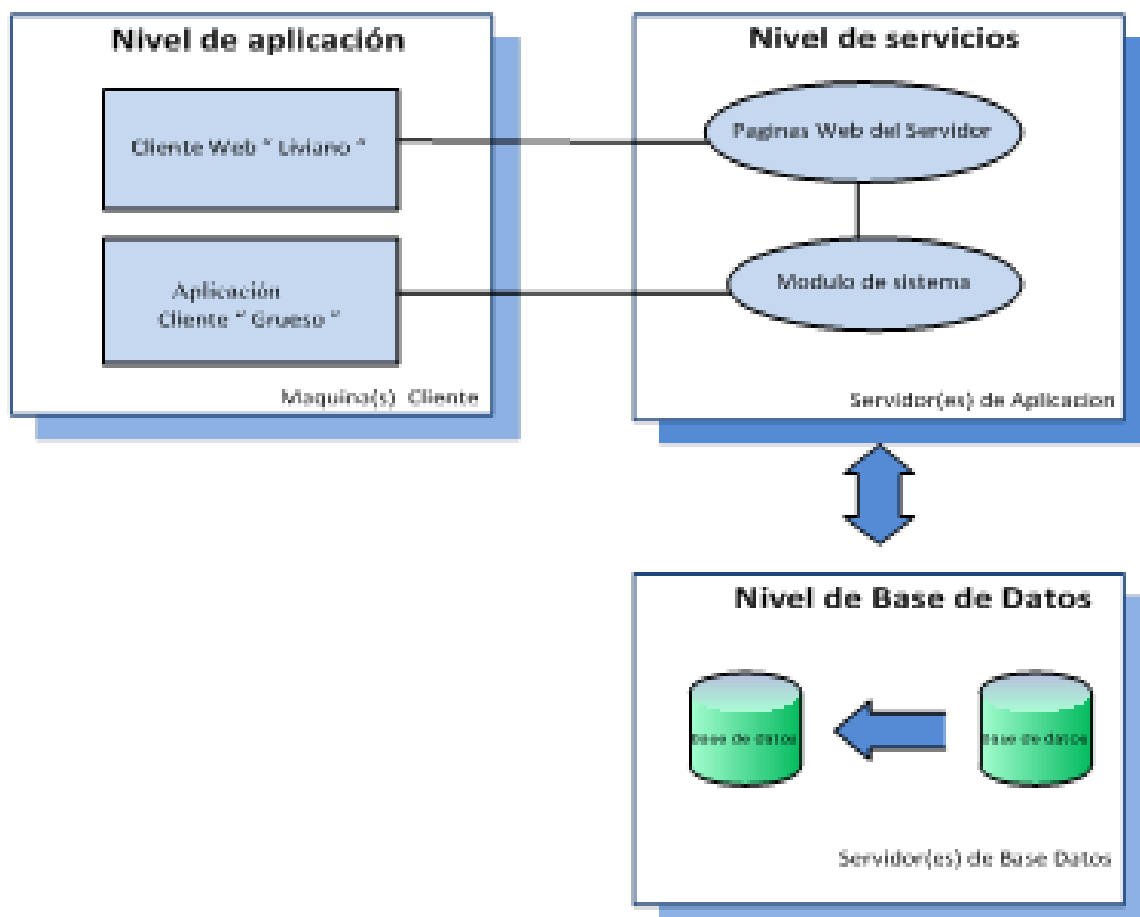 Nivel de aplicación
Cliente Web " Liviano "
Aplicación
Cliente " Grueso "
Maquina(s) Cliente
Nivel de servicios
Paginas Web del Servidor
Modulo de sistema
Servidor(es) de Aplicacion
Nivel de Base de Datos
Base de datos
Base de datos
Servidor(es) de Base Datos